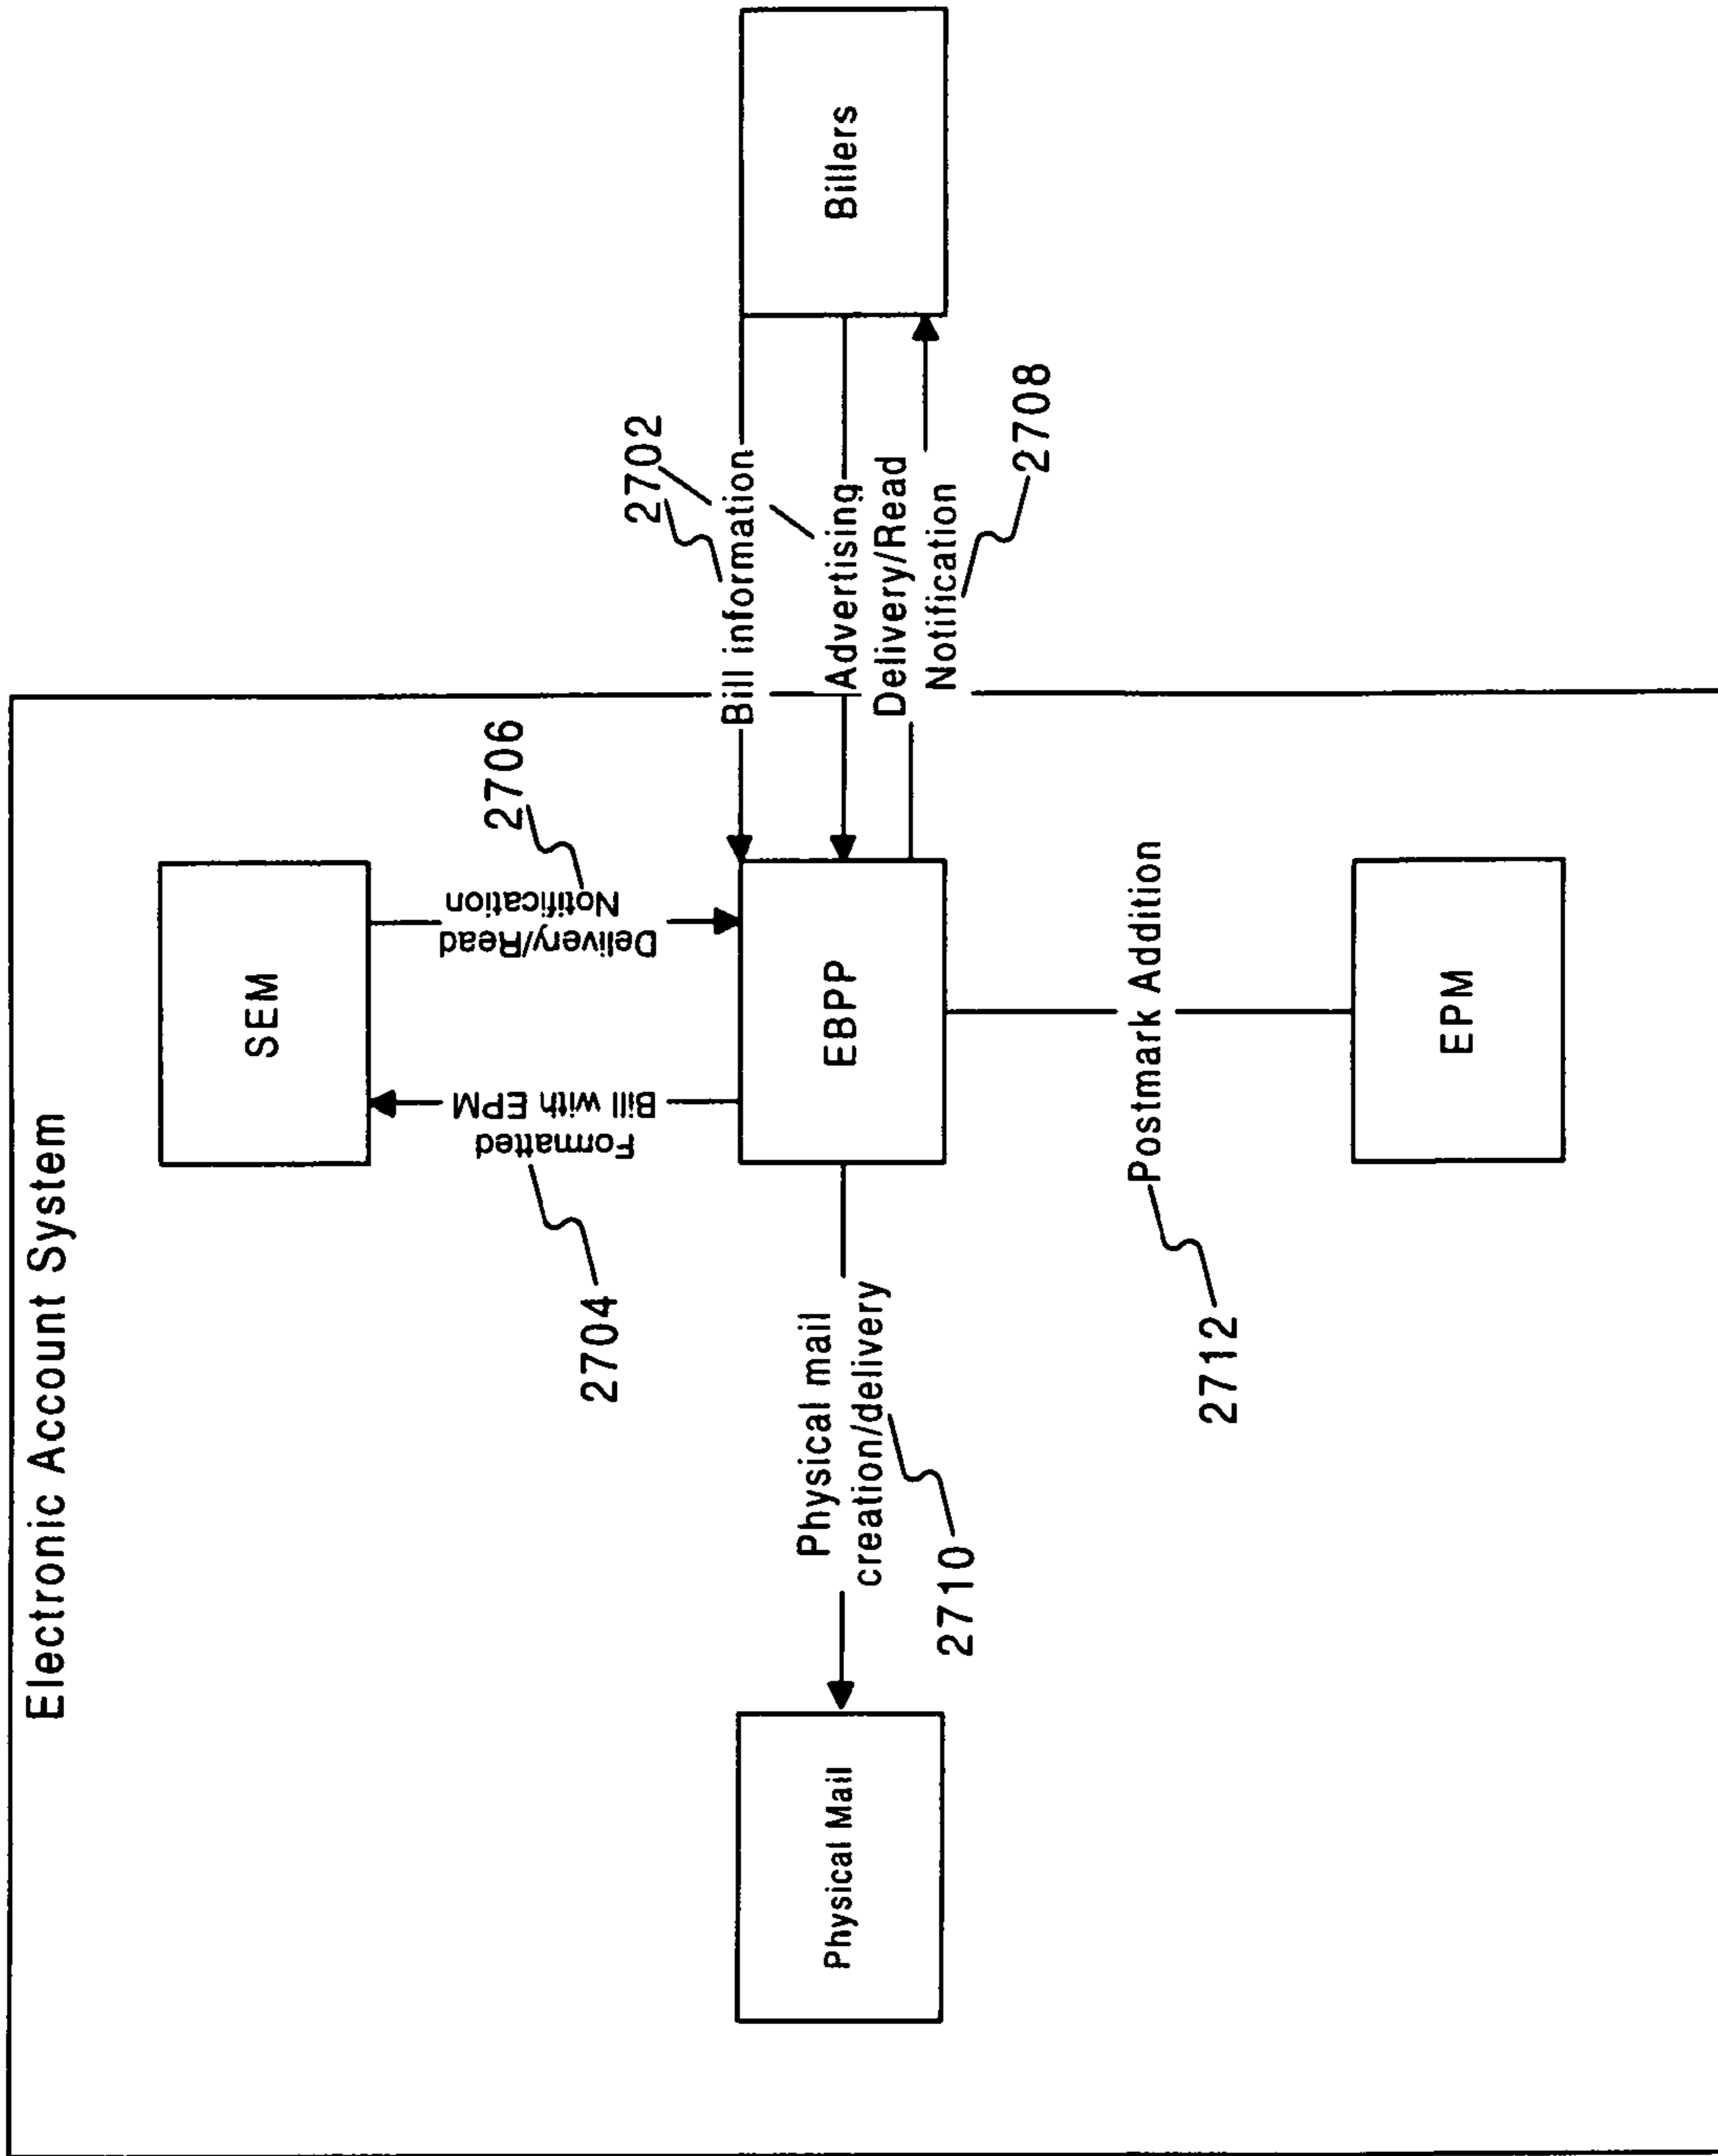 Electronic Account System
SEM
Formatted
Bill with EPM
2704
Delivery/Read
Notification
2706
Physical Mail
Physical mail
creation/delivery
2710
EBPP
Bill information
2702
Advertising
Delivery/Read
Notification
2708
Billers
Postmark Addition
2712
EPM